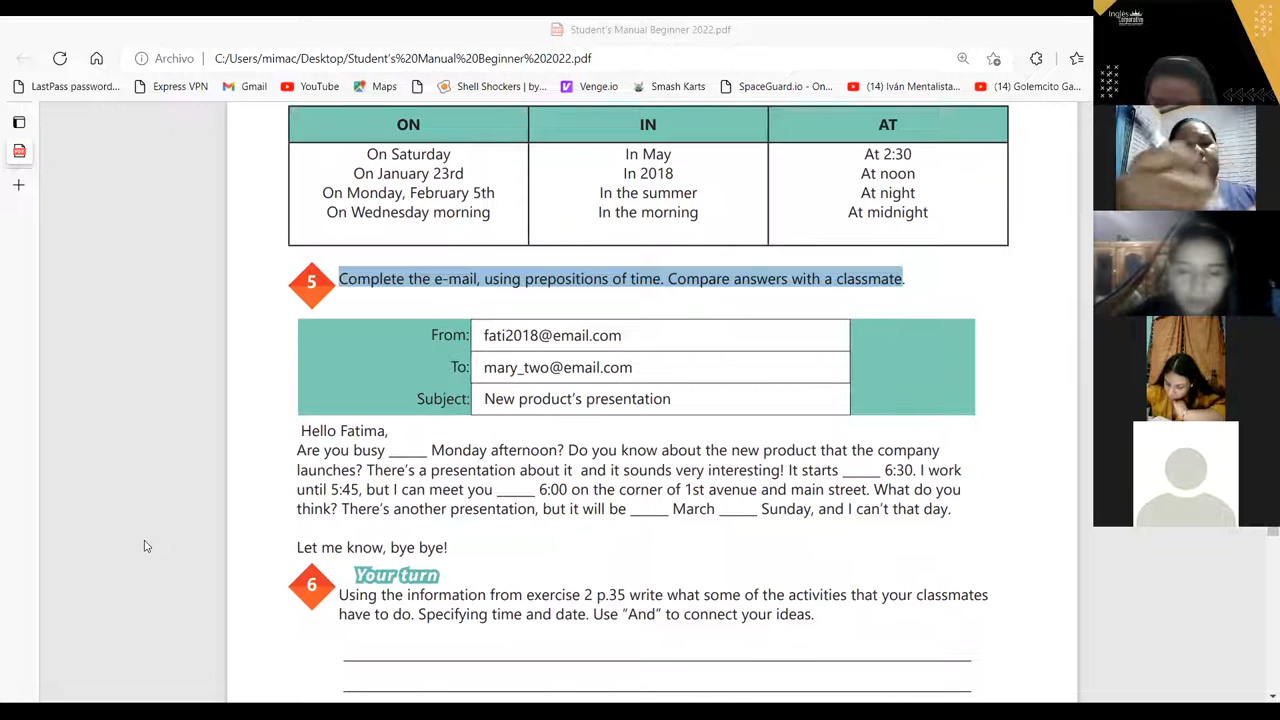 Student's Manual Beginner 2022.pdf
Archivo
C:/Users/mimac/Desktop/Student's%20Manual%20Beginner%202022.pdf
LastPass password...
Express VPN
Gmail
YouTube
Maps
Shell Shockers | by...
Venge.io
Smash Karts
SpaceGuard.io - On...
(14) Iván Mentalista...
(14) Golemcito Ga...
Inglés
Corporativo
ON IN AT
On Saturday In May At 2:30
On January 23rd In 2018 At noon
On Monday, February 5th In the summer At night
On Wednesday morning In the morning At midnight
5 Complete the e-mail, using prepositions of time. Compare answers with a classmate.
From: fati2018@email.com
To: mary_two@email.com
Subject: New product's presentation
Hello Fatima,
Are you busy _____ Monday afternoon? Do you know about the new product that the company
launches? There's a presentation about it and it sounds very interesting! It starts _____ 6:30. I work
until 5:45, but I can meet you _____ 6:00 on the corner of 1st avenue and main street. What do you
think? There's another presentation, but it will be _____ March _____ Sunday, and I can't that day.
Let me know, bye bye!
Your turn
6 Using the information from exercise 2 p.35 write what some of the activities that your classmates
have to do. Specifying time and date. Use “And” to connect your ideas.